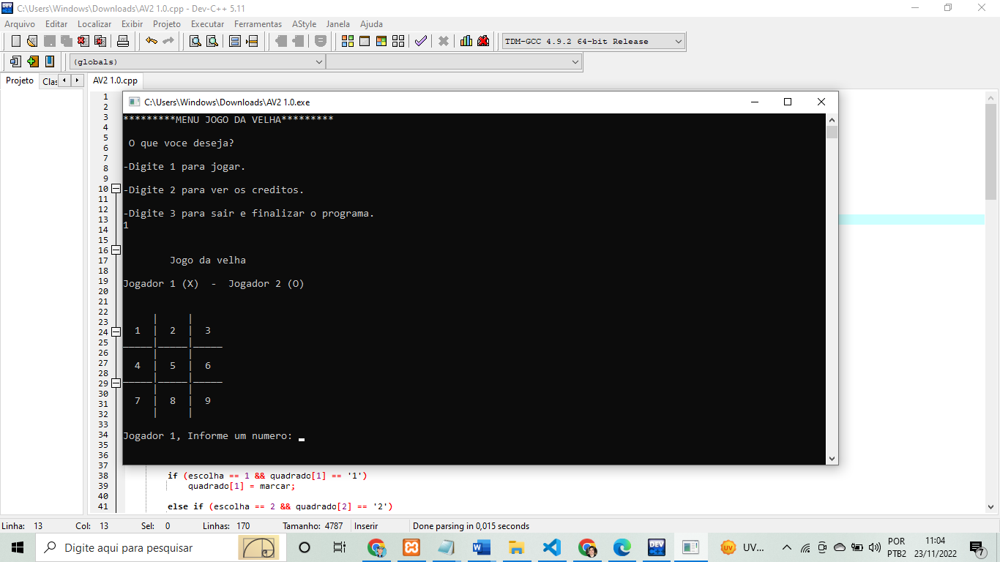 C:\Users\Windows\Downloads\AV2 1.0.cpp - Dev-C++ 5.11
Arquivo Editar Localizar Exibir Projeto Executar Ferramentas AStyle Janela Ajuda
TDM-GCC 4.9.2 64-bit Release
(globals)
Projeto Clas AV2 1.0.cpp
C:\Users\Windows\Downloads\AV2 1.0.exe
*********MENU JOGO DA VELHA*********
O que voce deseja?
-Digite 1 para jogar.
-Digite 2 para ver os creditos.
-Digite 3 para sair e finalizar o programa.
1
Jogo da velha
Jogador 1 (X)  -  Jogador 2 (O)
     |     |
  1  |  2  |  3
_____|_____|_____
     |     |
  4  |  5  |  6
_____|_____|_____
     |     |
  7  |  8  |  9
     |     |
Jogador 1, Informe um numero: _
1
2
3
4
5
6
7
8
9
10
11
12
13
14
15
16
17
18
19
20
21
22
23
24
25
26
27
28
29
30
31
32
33
34
35
36
37
38 if (escolha == 1 && quadrado[1] == '1')
39 quadrado[1] = marcar;
40
41 else if (escolha == 2 && quadrado[2] == '2')
Linha: 13 Col: 13 Sel: 0 Linhas: 170 Tamanho: 4787 Inserir Done parsing in 0,015 seconds
Digite aqui para pesquisar
W
DEV
UV
UV...
POR
PTB2
11:04
23/11/2022
7